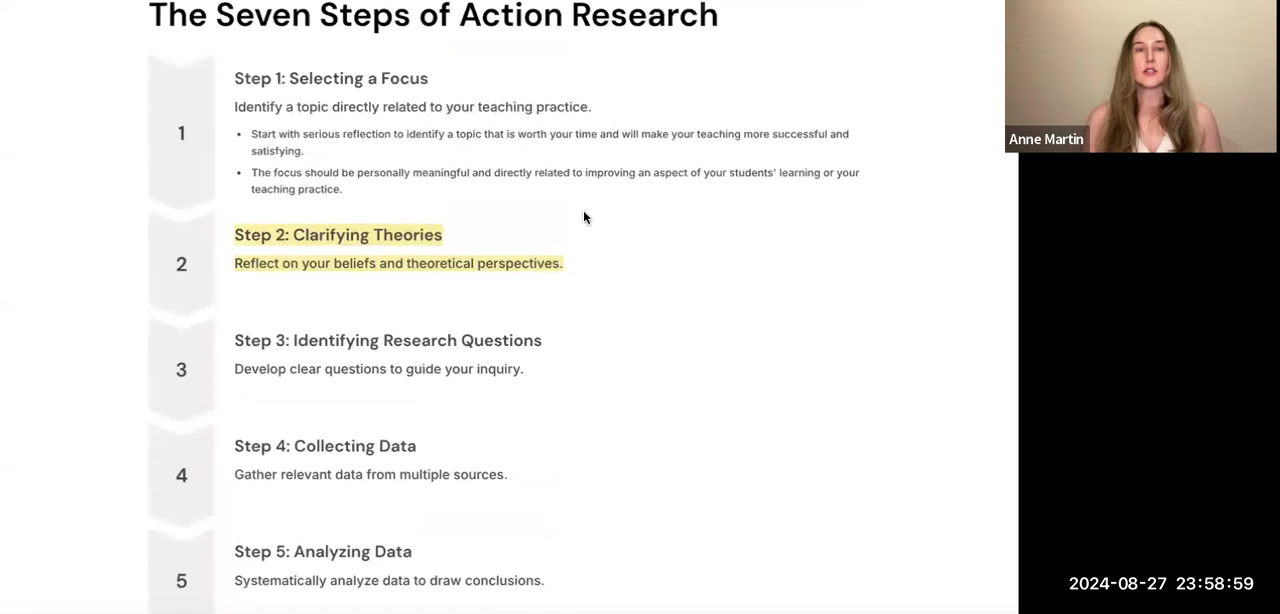 The Seven Steps of Action Research
1
Step 1: Selecting a Focus
Identify a topic directly related to your teaching practice.
• Start with serious reflection to identify a topic that is worth your time and will make your teaching more successful and
satisfying.
• The focus should be personally meaningful and directly related to improving an aspect of your students' learning or your
teaching practice.
2
Step 2: Clarifying Theories
Reflect on your beliefs and theoretical perspectives.
3
Step 3: Identifying Research Questions
Develop clear questions to guide your inquiry.
4
Step 4: Collecting Data
Gather relevant data from multiple sources.
5
Step 5: Analyzing Data
Systematically analyze data to draw conclusions.
Anne Martin
2024-08-27 23:58:59